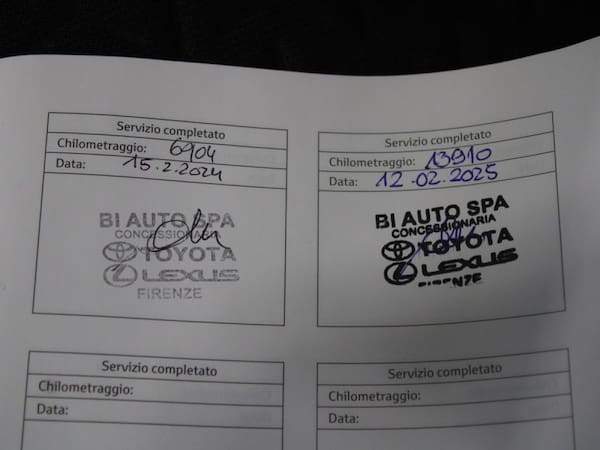 Servizio completato
Chilometraggio: 6904
Data: 15.2.2024
BI AUTO SPA
CONCESSIONARIA
TOYOTA
LEXUS
FIRENZE
Servizio completato
Chilometraggio: 13910
Data: 12.02.2025
BI AUTO SPA
CONCESSIONARIA
TOYOTA
LEXUS
FIRENZE
Servizio completato
Chilometraggio:
Data:
Servizio completato
Chilometraggio:
Data: